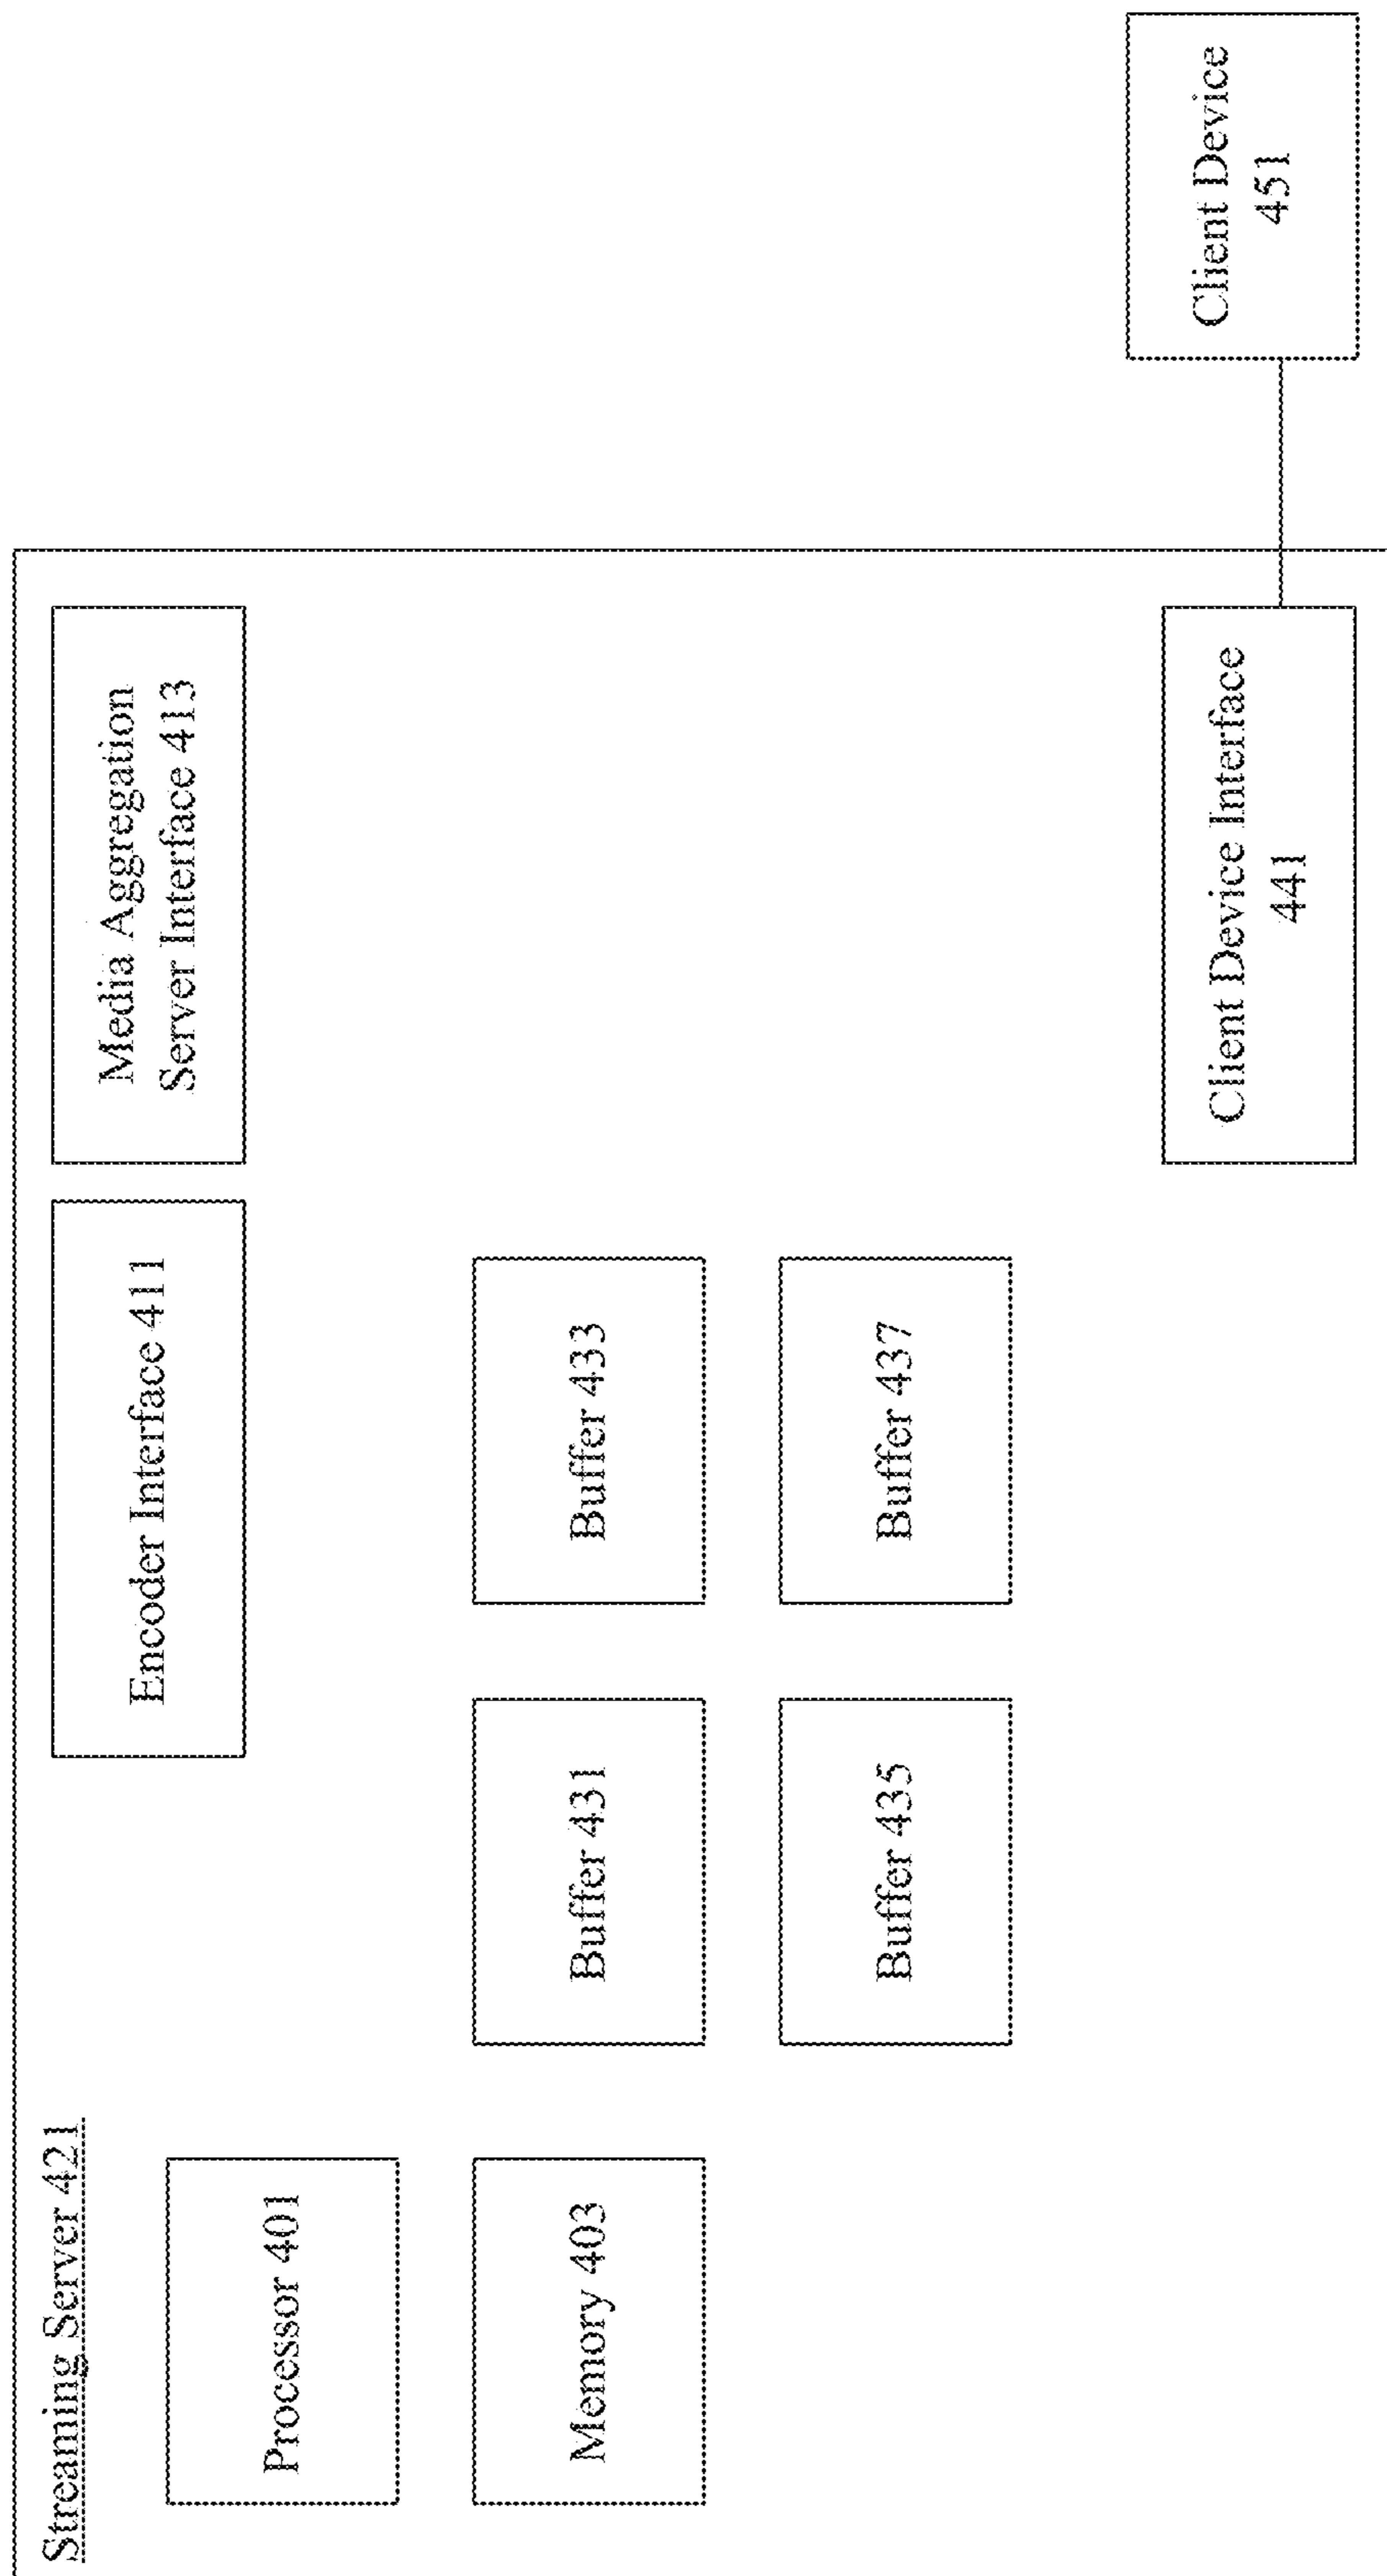 Streaming Server 421
Encoder Interface 411
Media Aggregation
Server Interface 413
Processor 401
Memory 403
Buffer 431
Buffer 433
Buffer 435
Buffer 437
Client Device Interface
441
Client Device
451